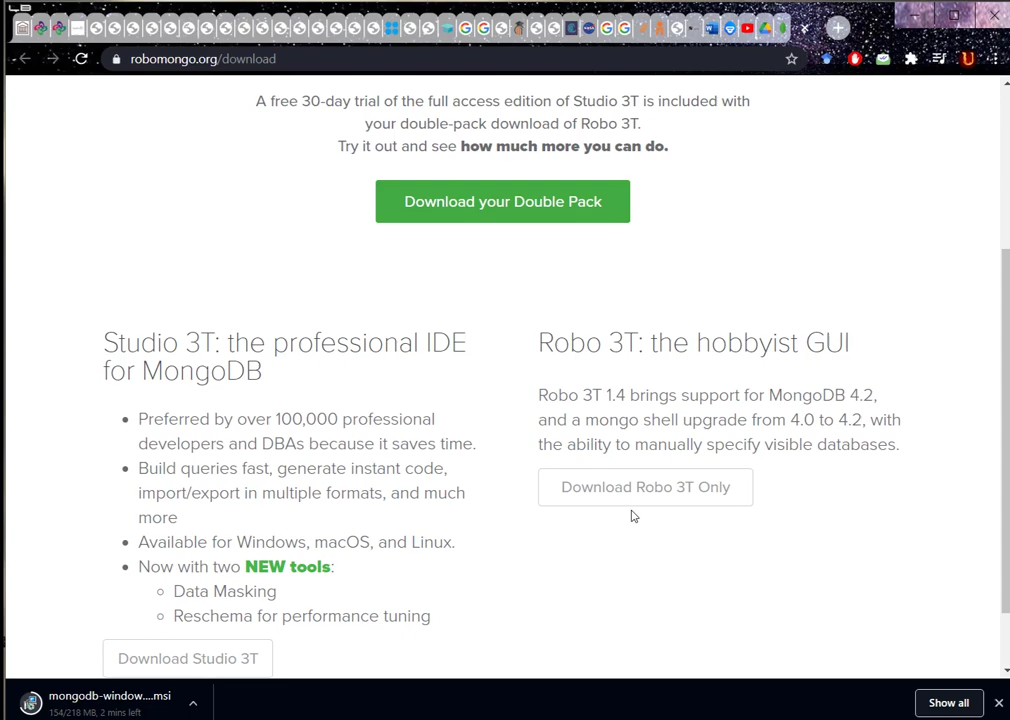 robomongo.org/download
A free 30-day trial of the full access edition of Studio 3T is included with
your double-pack download of Robo 3T.
Try it out and see how much more you can do.
Download your Double Pack
Studio 3T: the professional IDE
for MongoDB
Preferred by over 100,000 professional
developers and DBAs because it saves time.
Build queries fast, generate instant code,
import/export in multiple formats, and much
more
Available for Windows, macOS, and Linux.
Now with two NEW tools:
Data Masking
Reschema for performance tuning
Download Studio 3T
Robo 3T: the hobbyist GUI
Robo 3T 1.4 brings support for MongoDB 4.2,
and a mongo shell upgrade from 4.0 to 4.2, with
the ability to manually specify visible databases.
Download Robo 3T Only
mongodb-window....msi
154/218 MB, 2 mins left
Show all